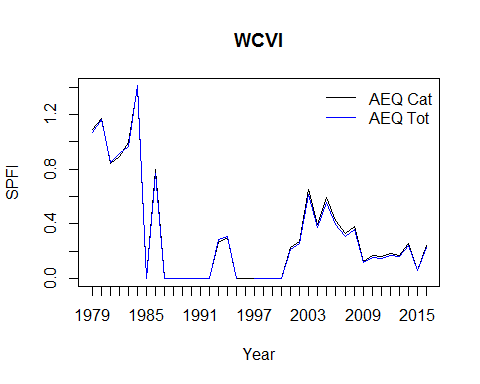 WCVI
AEQ Cat
AEQ Tot
SPFI
0.0 0.4 0.8 1.2
1979 1985 1991 1997 2003 2009 2015
Year